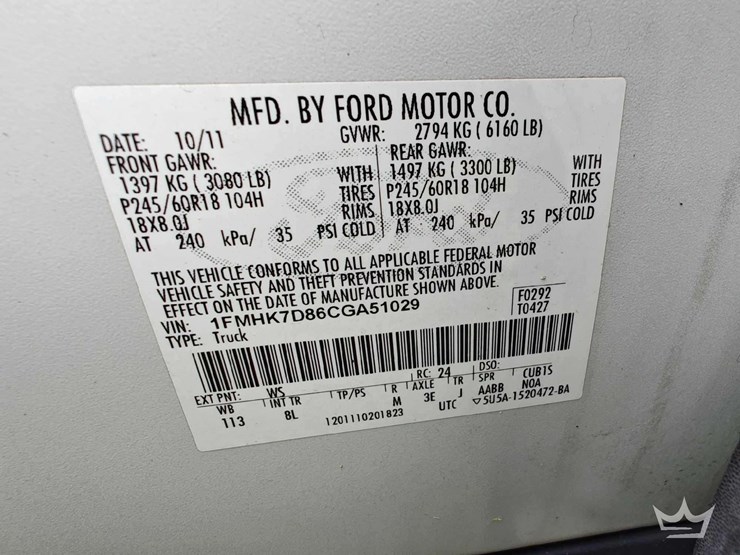 MFD. BY FORD MOTOR CO.
DATE: 10/11 GVWR: 2794 KG ( 6160 LB)
FRONT GAWR: REAR GAWR:
1397 KG ( 3080 LB) WITH 1497 KG ( 3300 LB) WITH
P245/60R18 104H TIRES P245/60R18 104H TIRES
18X8.0J RIMS 18X8.0J RIMS
AT 240 kPa/ 35 PSI COLD AT 240 kPa/ 35 PSI COLD
THIS VEHICLE CONFORMS TO ALL APPLICABLE FEDERAL MOTOR
VEHICLE SAFETY AND THEFT PREVENTION STANDARDS IN
EFFECT ON THE DATE OF MANUFACTURE SHOWN ABOVE.
VIN: 1FMHK7D86CGA51029 F0292
TYPE: Truck T0427
EXT PNT: WS RC: 24 DSO:
WB INT TR TP/PS R AXLE TR SPR CUB1S
113 8L M 3E J AABB N0A
1201110201823 UTC ▽5U5A-1520472-BA
Ford